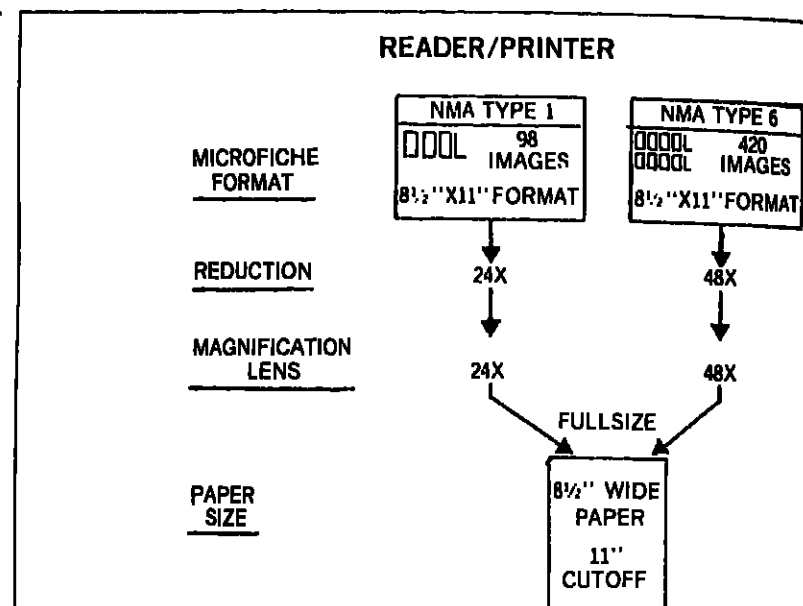 READER/PRINTER
NMA TYPE 1
98
IMAGES
8½''X11''FORMAT
NMA TYPE 6
420
IMAGES
8½''X11''FORMAT
MICROFICHE
FORMAT
REDUCTION
24X
48X
MAGNIFICATION
LENS
24X
48X
FULLSIZE
PAPER
SIZE
8½'' WIDE
PAPER
11''
CUTOFF